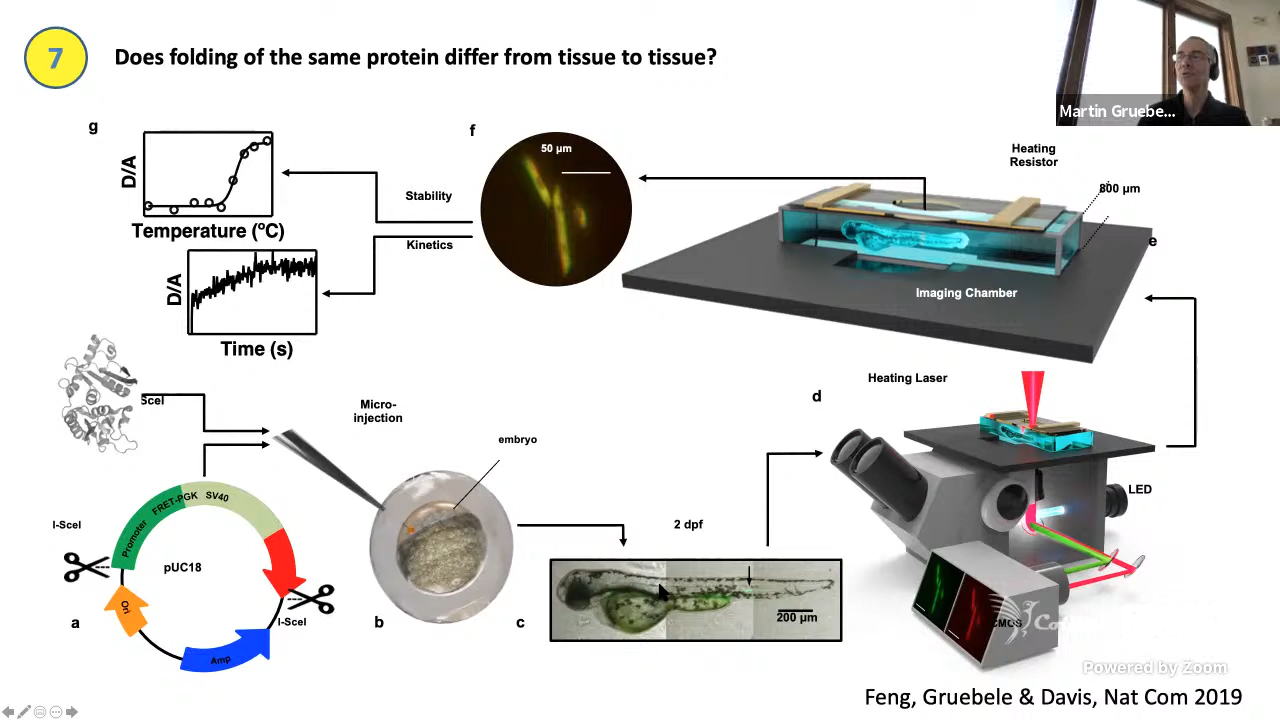 7
Does folding of the same protein differ from tissue to tissue?
Martin Gruebe...
g
D/A
Temperature (ºC)
Stability
Kinetics
D/A
Time (s)
f
50 µm
Heating
Resistor
800 µm
e
Imaging Chamber
SceI
Micro-
injection
embryo
Heating Laser
d
LED
CMOS
I-SceI
Promoter
FRET-PGK
SV40
pUC18
I-SceI
Ori
Amp
a
b
2 dpf
c
200 µm
Powered by Zoom
Feng, Gruebele & Davis, Nat Com 2019